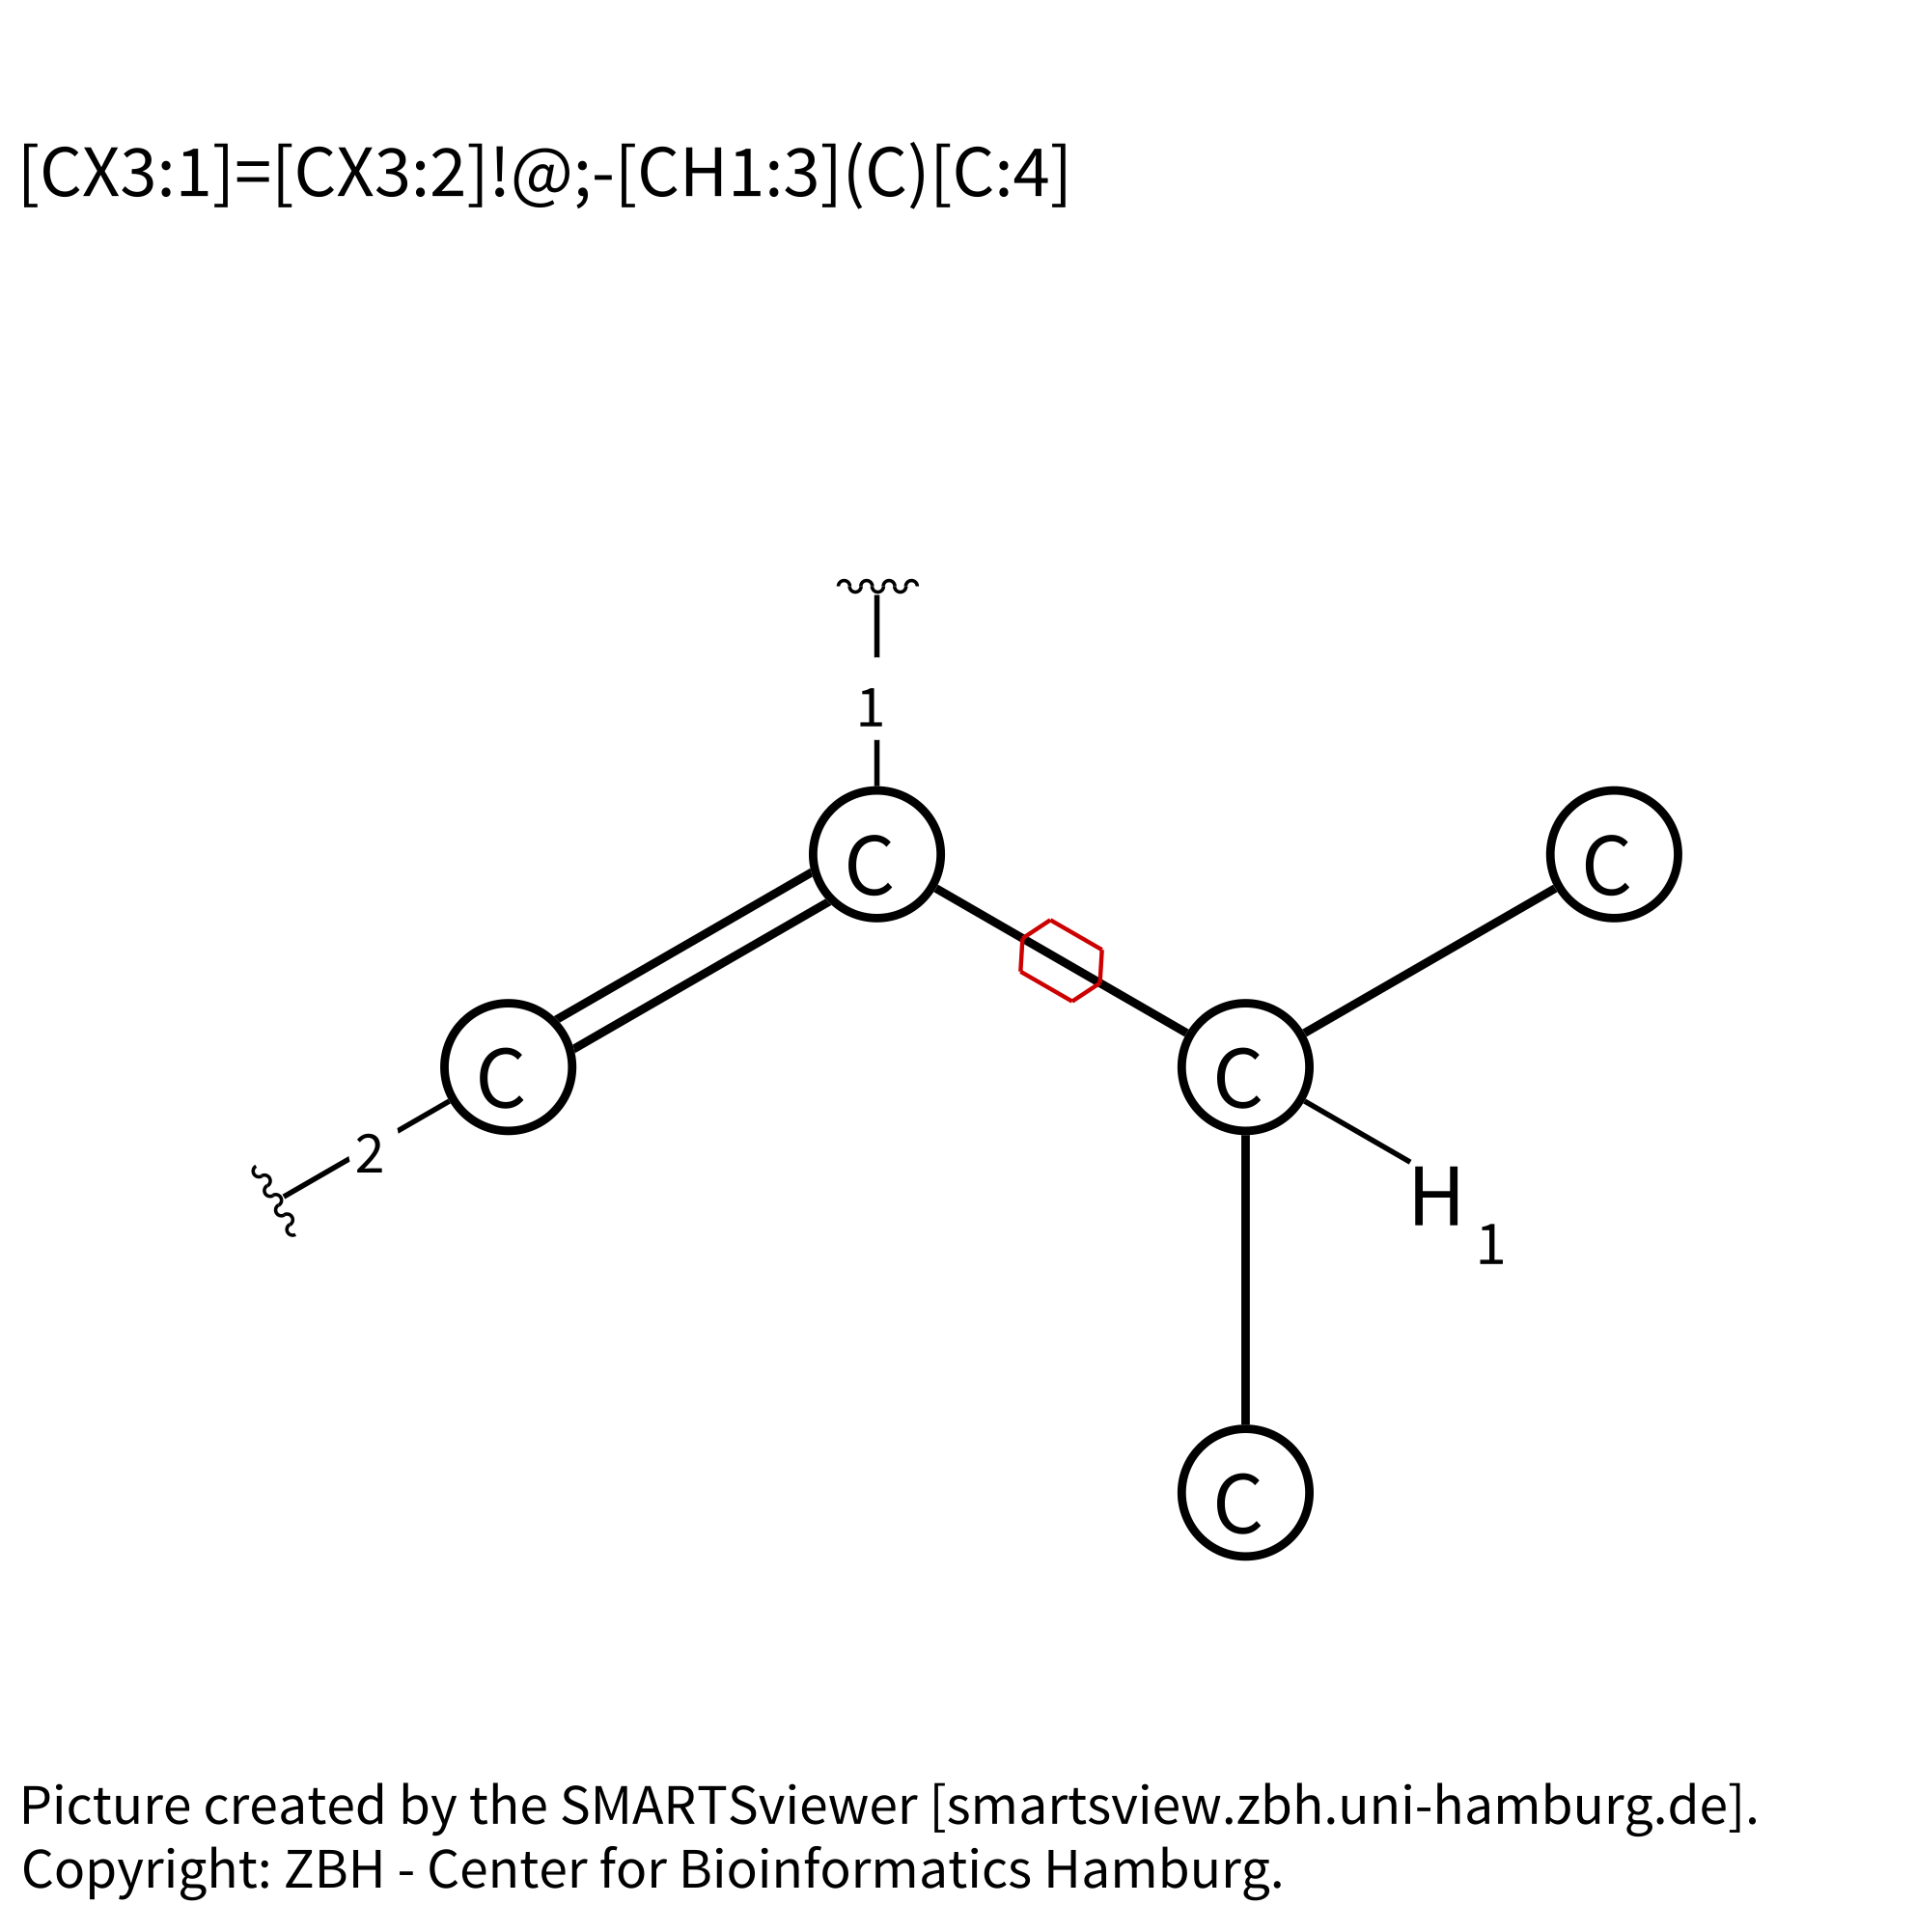 [CX3:1]=[CX3:2]!@;-[CH1:3](C)[C:4]
1
C
C
C
C
2
H
1
C
Picture created by the SMARTSviewer [smartsview.zbh.uni-hamburg.de].
Copyright: ZBH - Center for Bioinformatics Hamburg.